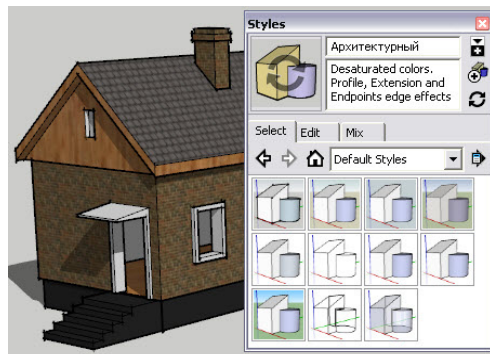 Styles
Архитектурный
Desaturated colors.
Profile, Extension and
Endpoints edge effects
Select Edit Mix
Default Styles